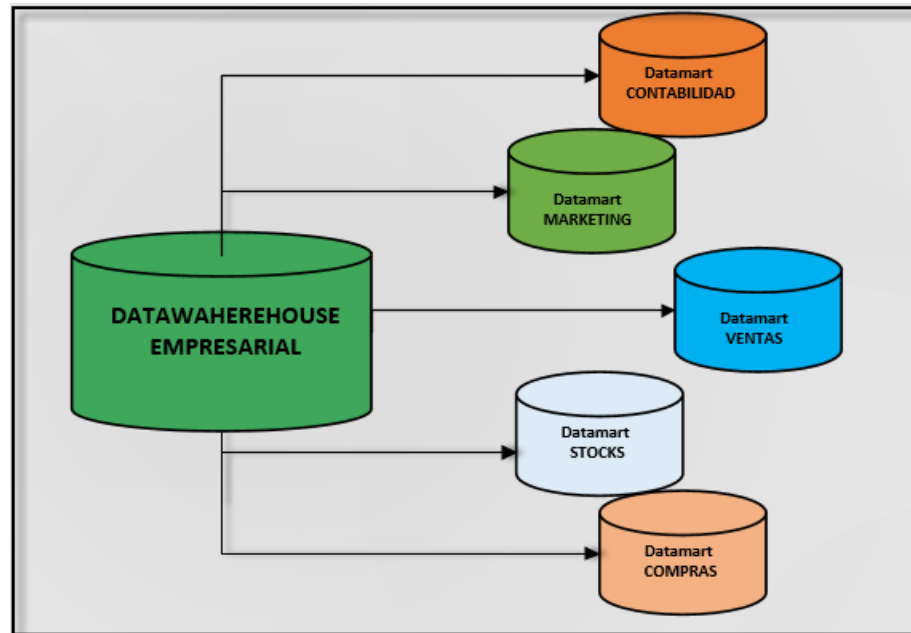 Datamart
CONTABILIDAD
Datamart
MARKETING
DATAWAHEREHOUSE
EMPRESARIAL
Datamart
VENTAS
Datamart
STOCKS
Datamart
COMPRAS